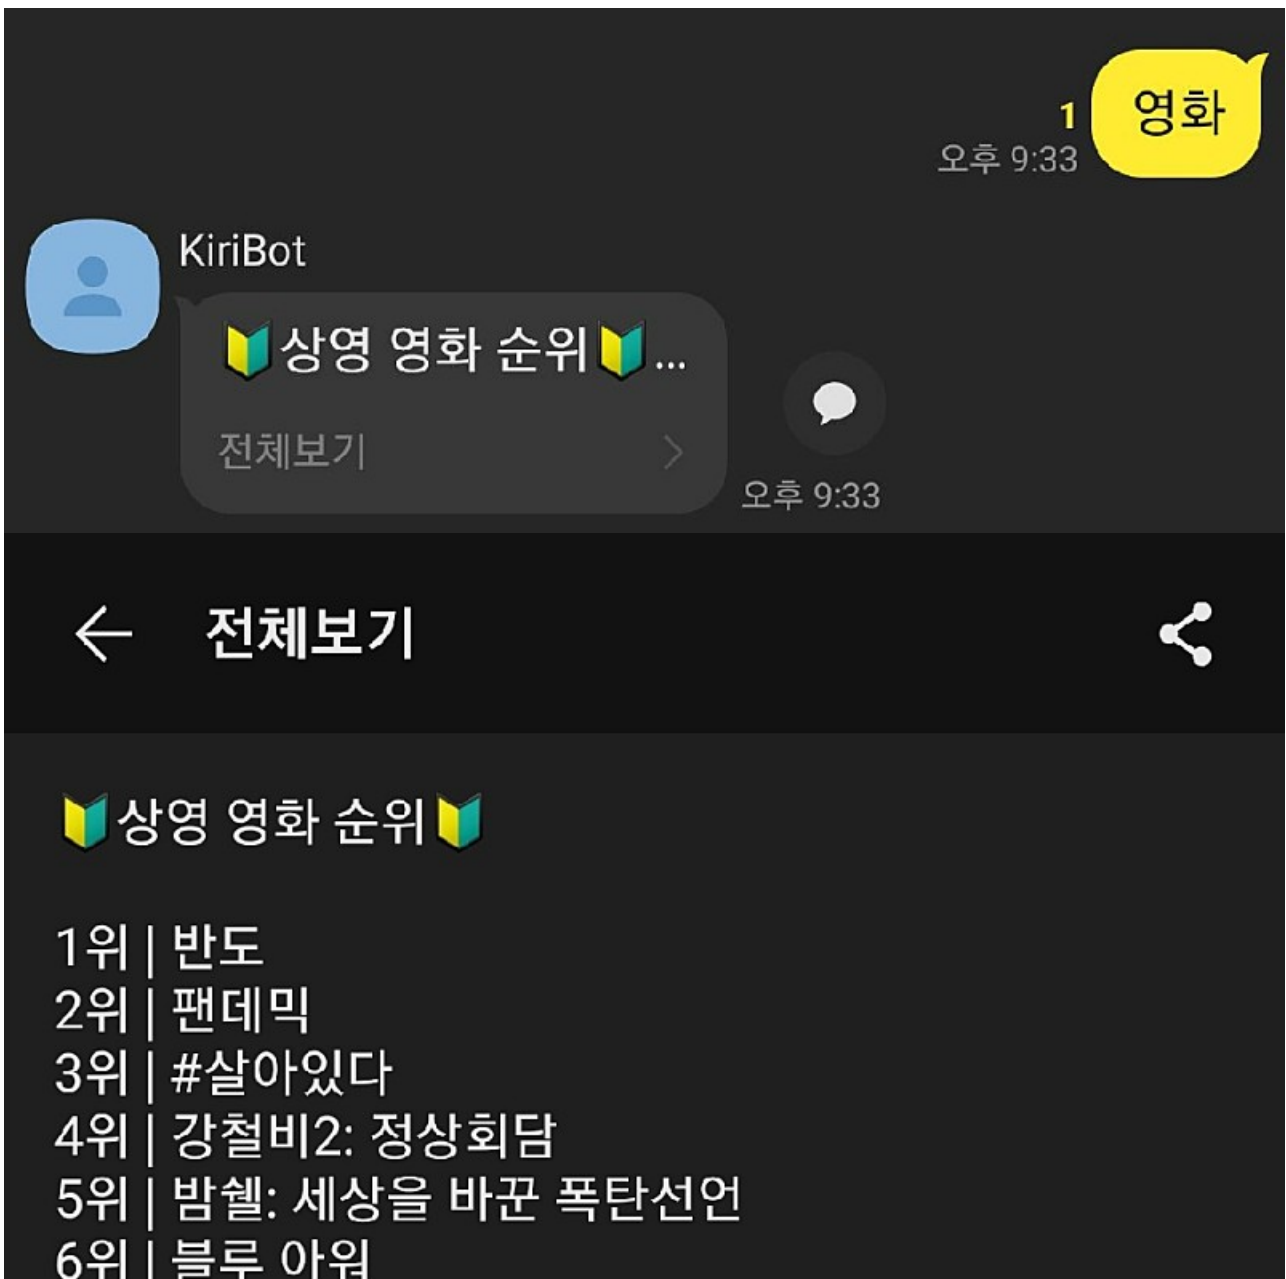 영화
1
오후 9:33
KiriBot
🔰상영 영화 순위🔰...
전체보기
오후 9:33
전체보기
🔰상영 영화 순위🔰
1위 | 반도
2위 | 팬데믹
3위 | #살아있다
4위 | 강철비2: 정상회담
5위 | 밤쉘: 세상을 바꾼 폭탄선언
6위 | 블루 아워